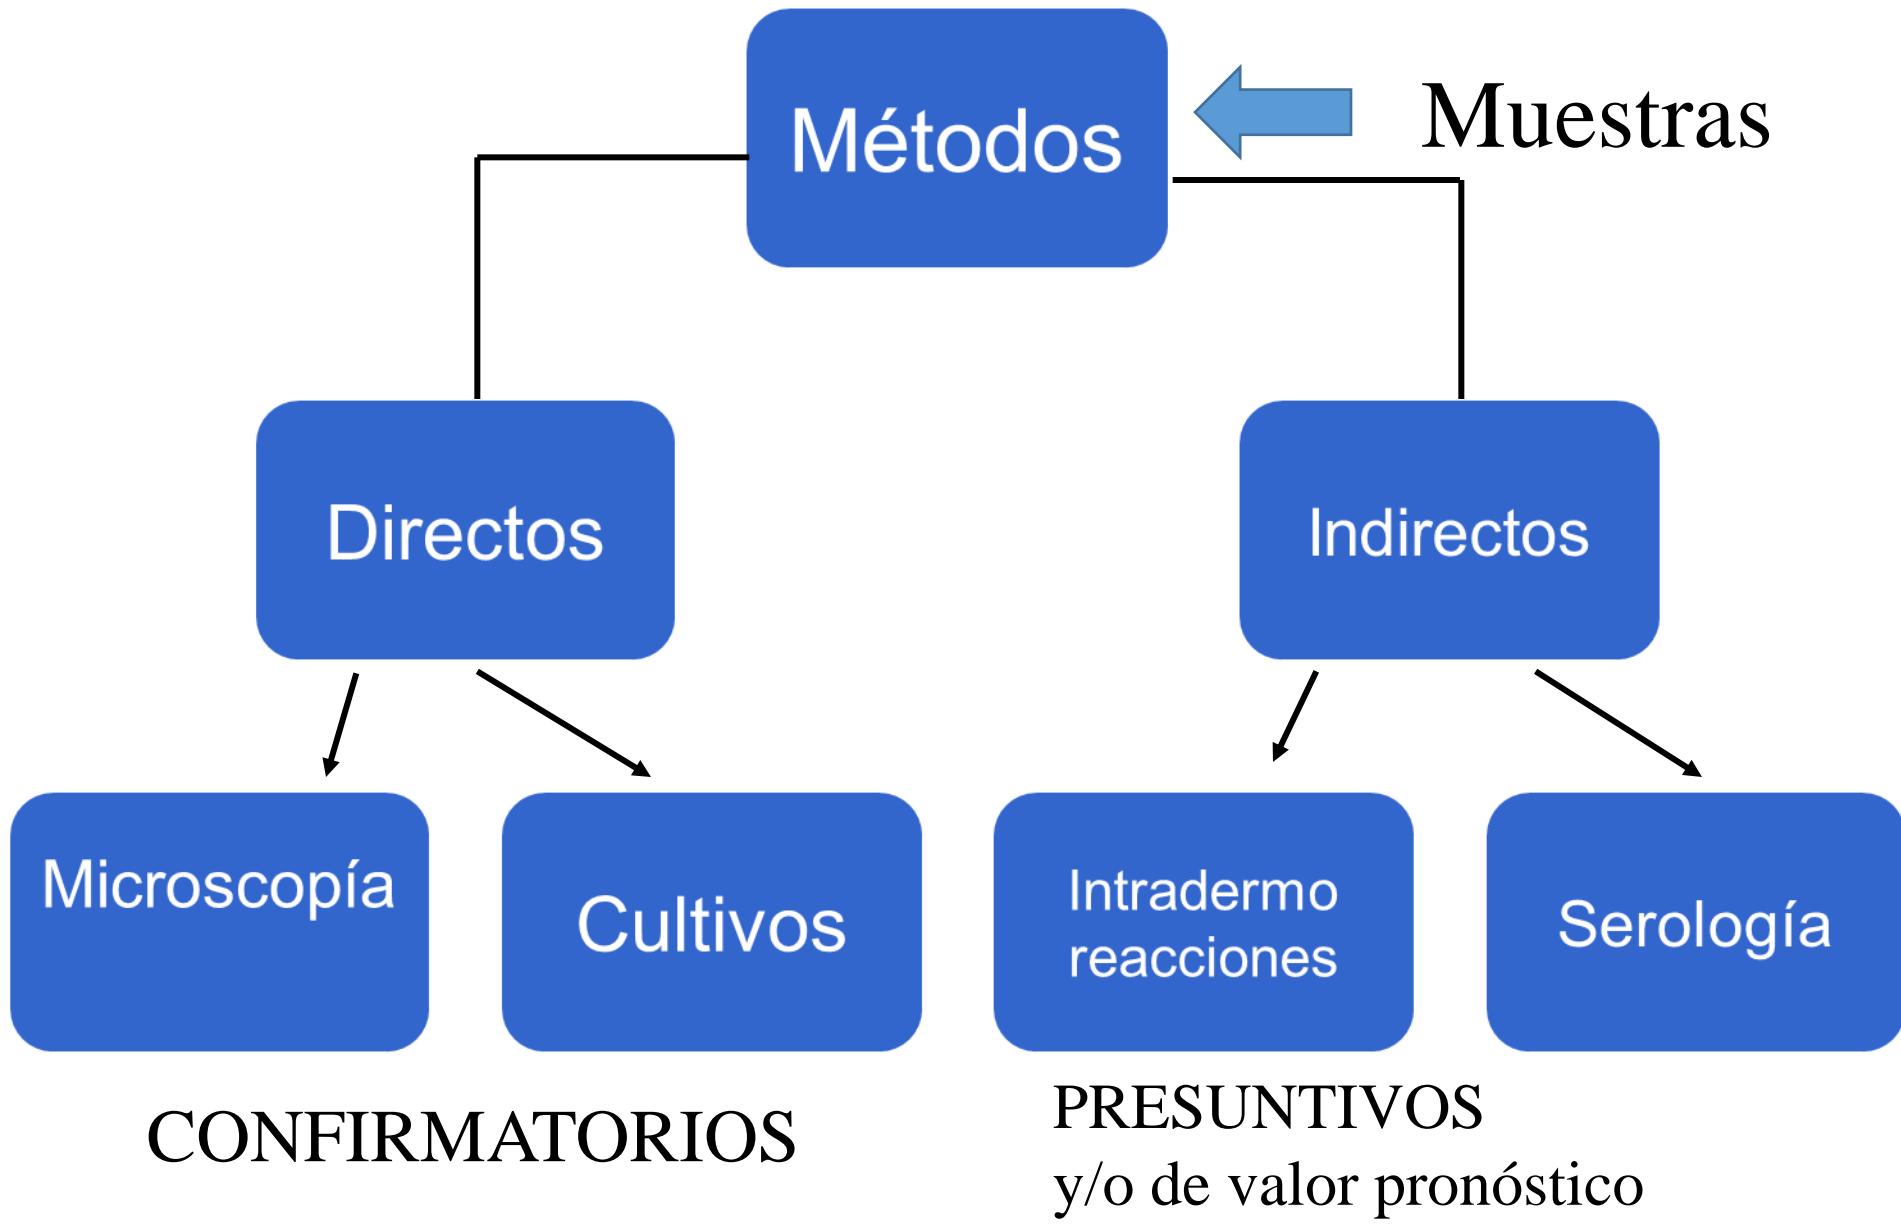 Métodos
Muestras
Directos
Indirectos
Microscopía
Cultivos
Intradermo
reacciones
Serología
CONFIRMATORIOS
PRESUNTIVOS
y/o de valor pronóstico